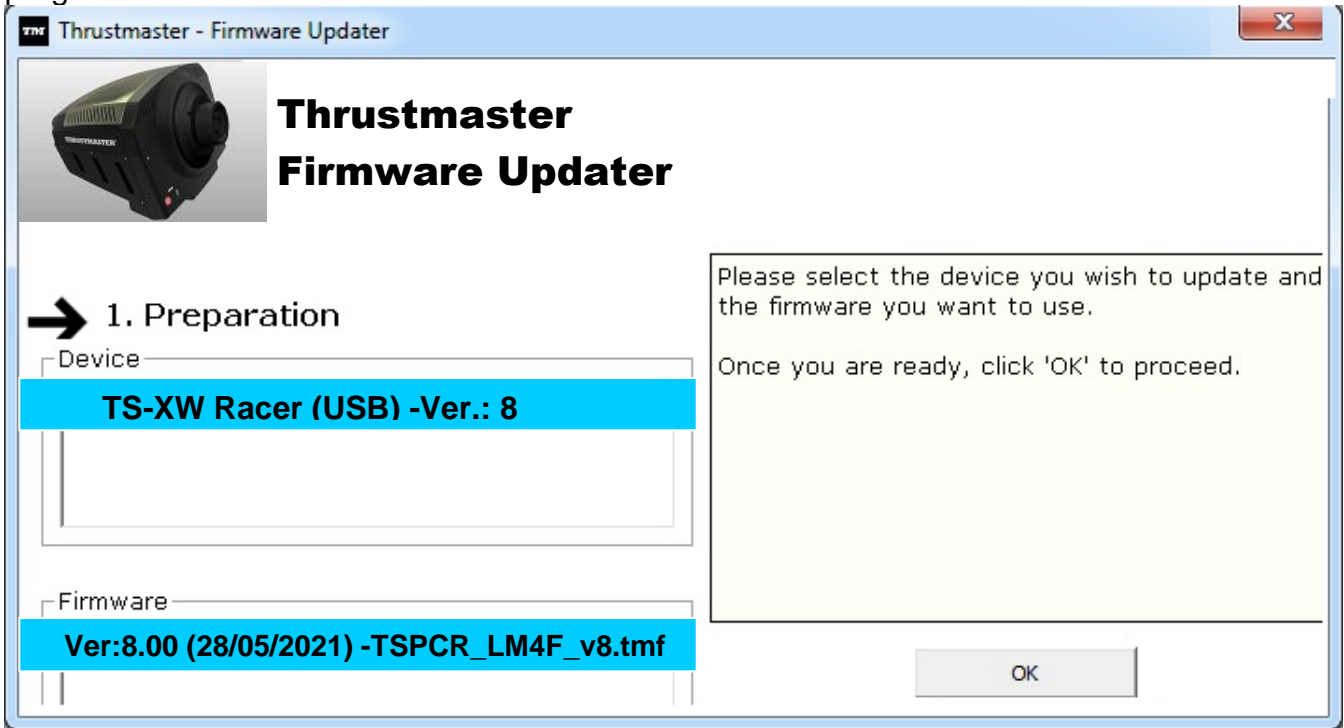 Thrustmaster - Firmware Updater
Thrustmaster
Firmware Updater
1. Preparation
Device
TS-XW Racer (USB) -Ver.: 8
Firmware
Ver:8.00 (28/05/2021) -TSPCR_LM4F_v8.tmf
Please select the device you wish to update and
the firmware you want to use.
Once you are ready, click 'OK' to proceed.
OK